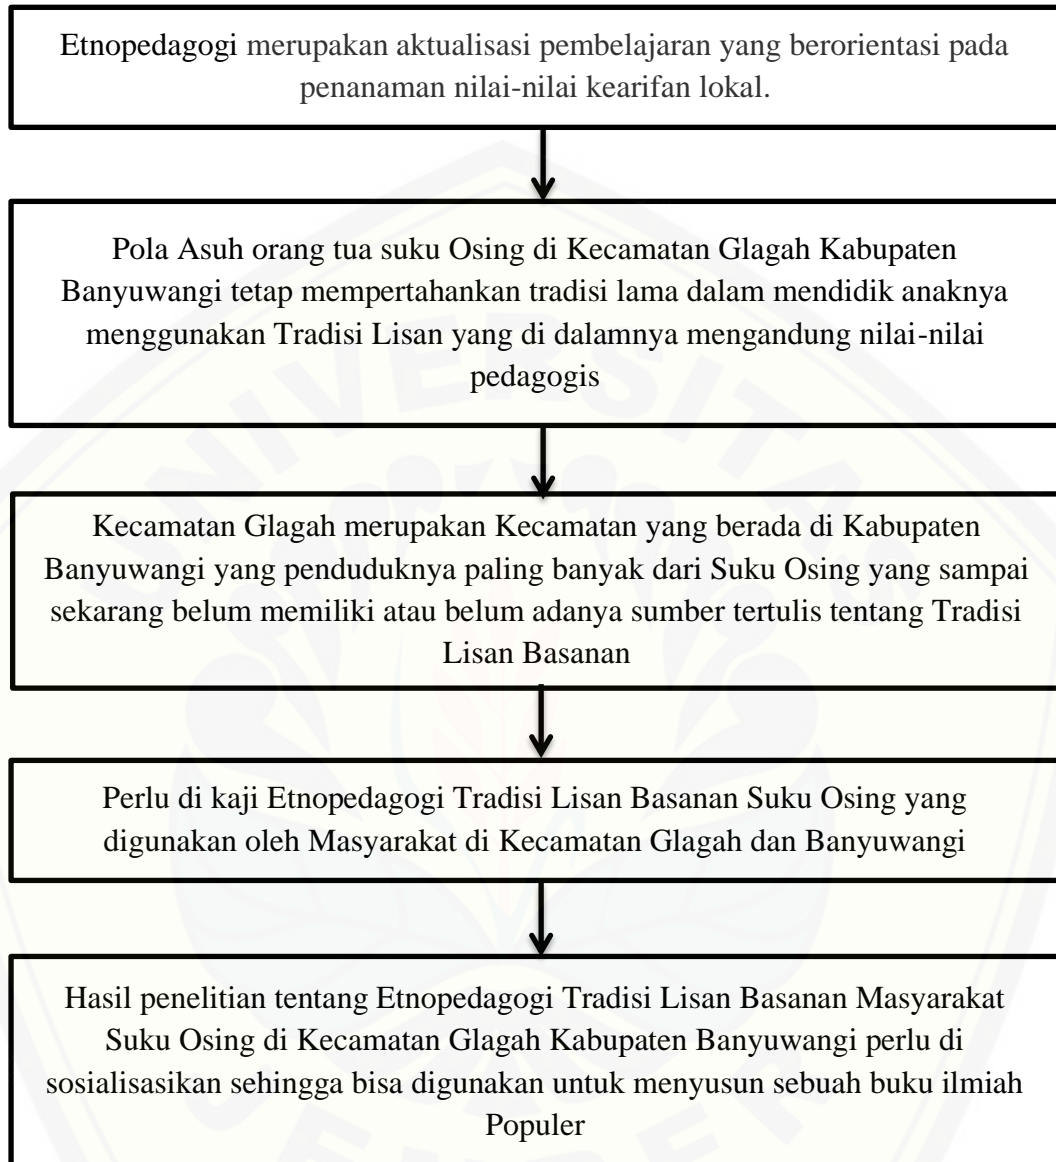 Etnopedagogi merupakan aktualisasi pembelajaran yang berorientasi pada
penanaman nilai-nilai kearifan lokal.
Pola Asuh orang tua suku Osing di Kecamatan Glagah Kabupaten
Banyuwangi tetap mempertahankan tradisi lama dalam mendidik anaknya
menggunakan Tradisi Lisan yang di dalamnya mengandung nilai-nilai
pedagogis
Kecamatan Glagah merupakan Kecamatan yang berada di Kabupaten
Banyuwangi yang penduduknya paling banyak dari Suku Osing yang sampai
sekarang belum memiliki atau belum adanya sumber tertulis tentang Tradisi
Lisan Basanan
Perlu di kaji Etnopedagogi Tradisi Lisan Basanan Suku Osing yang
digunakan oleh Masyarakat di Kecamatan Glagah dan Banyuwangi
Hasil penelitian tentang Etnopedagogi Tradisi Lisan Basanan Masyarakat
Suku Osing di Kecamatan Glagah Kabupaten Banyuwangi perlu di
sosialisasikan sehingga bisa digunakan untuk menyusun sebuah buku ilmiah
Populer
UNIVERSITAS
JEMBER